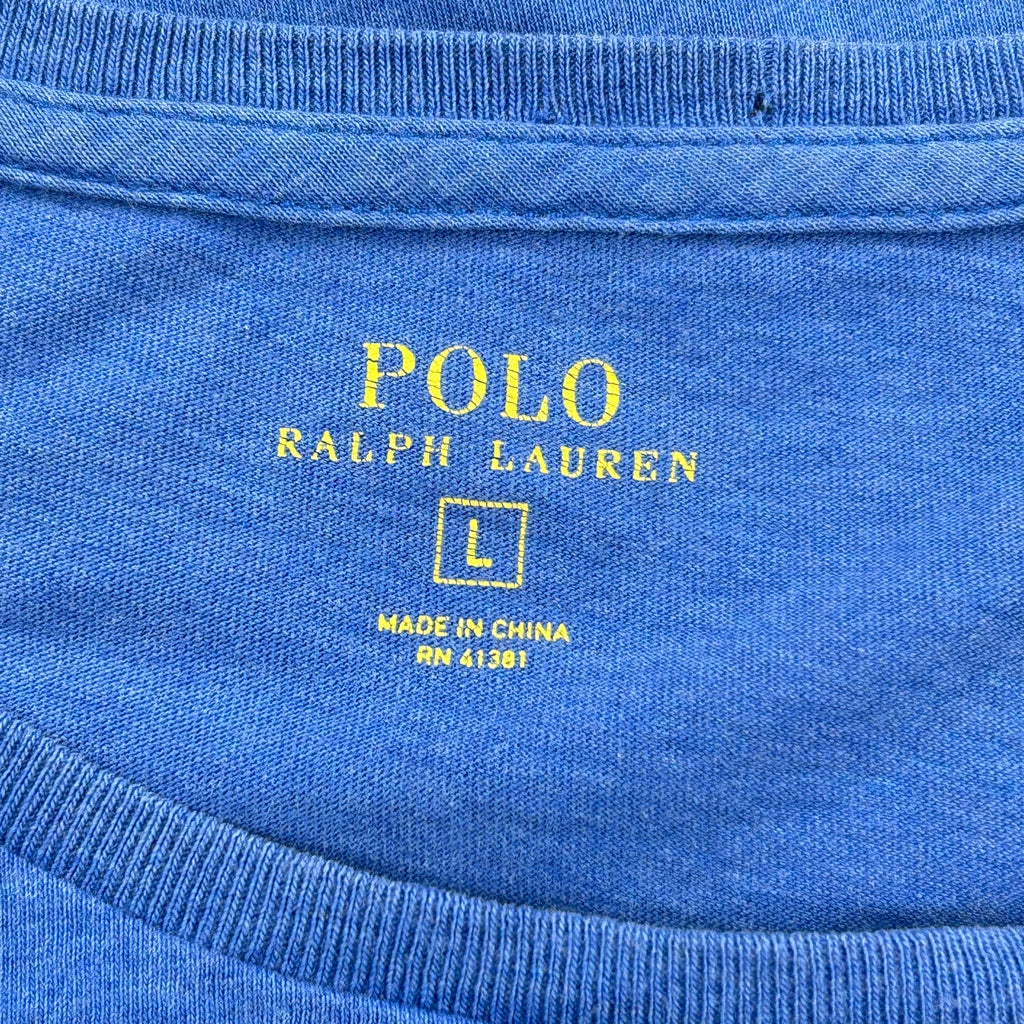 POLO
RALPH LAUREN
L
MADE IN CHINA
RN 41381